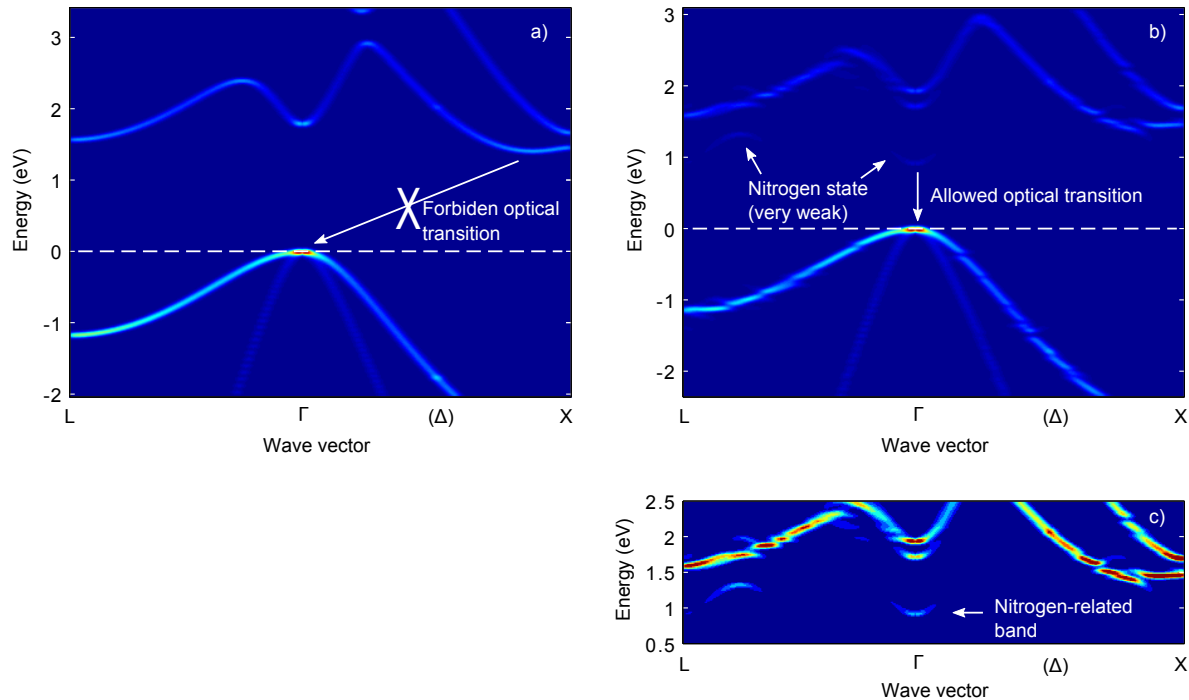 a)
Energy (eV)
3
2
1
0
-1
-2
X
Forbiden optical
transition
L
Γ
(Δ)
X
Wave vector
b)
Energy (eV)
3
2
1
0
-1
-2
Nitrogen state
(very weak)
Allowed optical transition
L
Γ
(Δ)
X
Wave vector
c)
Energy (eV)
2.5
2
1.5
1
0.5
Nitrogen-related
band
L
Γ
(Δ)
X
Wave vector